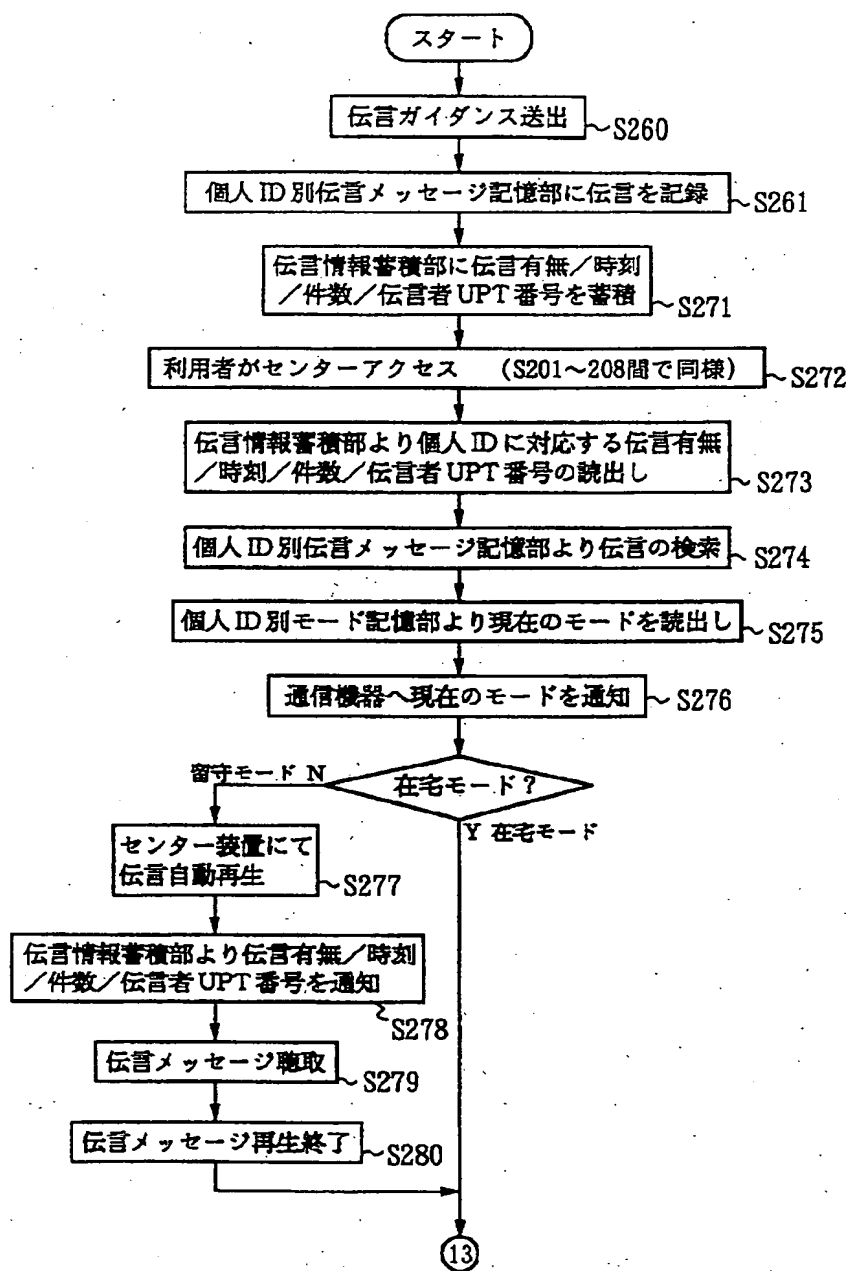 スタート
伝言ガイダンス送出
S260
個人ID別伝言メッセージ記憶部に伝言を記録
S261
伝言情報蓄積部に伝言有無／時刻
／件数／伝言者UPT番号を蓄積
S271
利用者がセンターアクセス (S201～208間で同様)
S272
伝言情報蓄積部より個人IDに対応する伝言有無
／時刻／件数／伝言者UPT番号の読出し
S273
個人ID別伝言メッセージ記憶部より伝言の検索
S274
個人ID別モード記憶部より現在のモードを読出し
S275
通信機器へ現在のモードを通知
S276
在宅モード？
留守モード N
Y 在宅モード
センター装置にて
伝言自動再生
S277
伝言情報蓄積部より伝言有無／時刻
／件数／伝言者UPT番号を通知
S278
伝言メッセージ聴取
S279
伝言メッセージ再生終了
S280
13